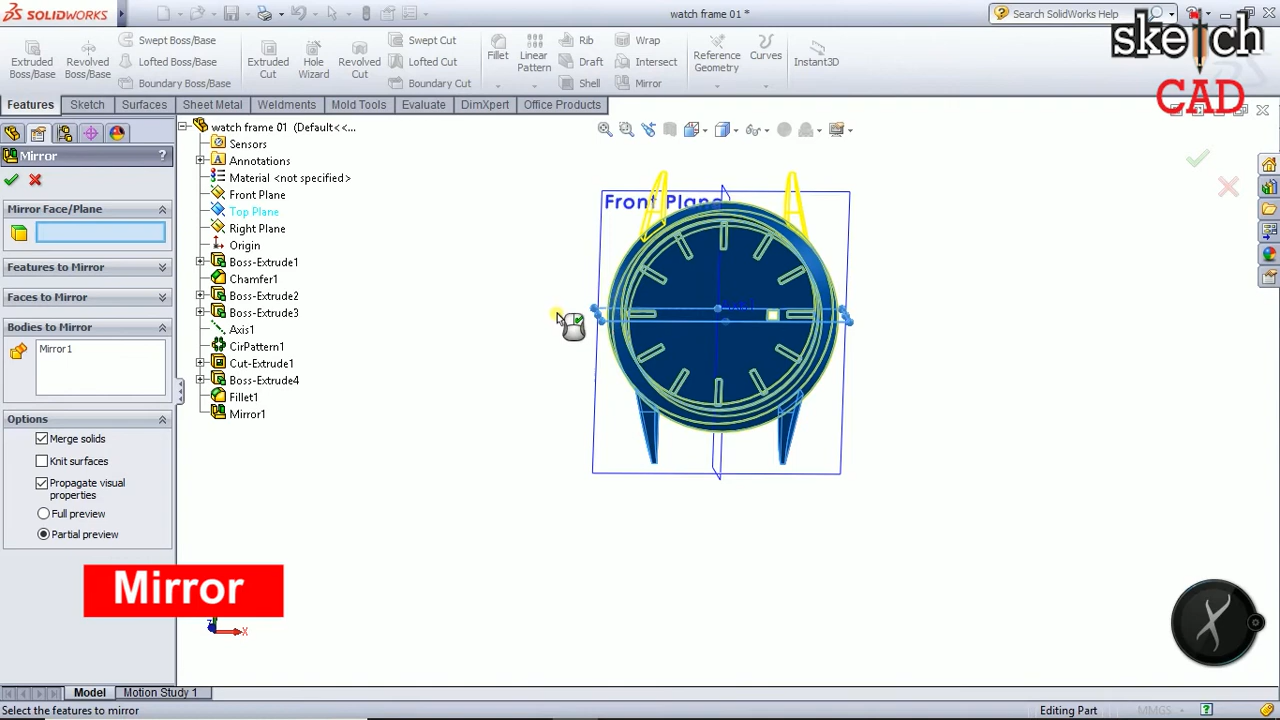 SOLIDWORKS
watch frame 01 *
Search SolidWorks Help
sketch
CAD
Extruded Boss/Base
Revolved Boss/Base
Swept Boss/Base
Lofted Boss/Base
Boundary Boss/Base
Extruded Cut
Hole Wizard
Revolved Cut
Swept Cut
Lofted Cut
Boundary Cut
Fillet
Linear Pattern
Rib
Draft
Shell
Wrap
Intersect
Mirror
Reference Geometry
Curves
Instant3D
Features
Sketch
Surfaces
Sheet Metal
Weldments
Mold Tools
Evaluate
DimXpert
Office Products
Mirror
?
Mirror Face/Plane
Features to Mirror
Faces to Mirror
Bodies to Mirror
Mirror1
Options
Merge solids
Knit surfaces
Propagate visual
properties
Full preview
Partial preview
watch frame 01 (Default<<...
Sensors
Annotations
Material <not specified>
Front Plane
Top Plane
Right Plane
Origin
Boss-Extrude1
Chamfer1
Boss-Extrude2
Boss-Extrude3
Axis1
CirPattern1
Cut-Extrude1
Boss-Extrude4
Fillet1
Mirror1
Front Plane
Mirror
X
Model
Motion Study 1
Select the features to mirror
Editing Part
MMGS